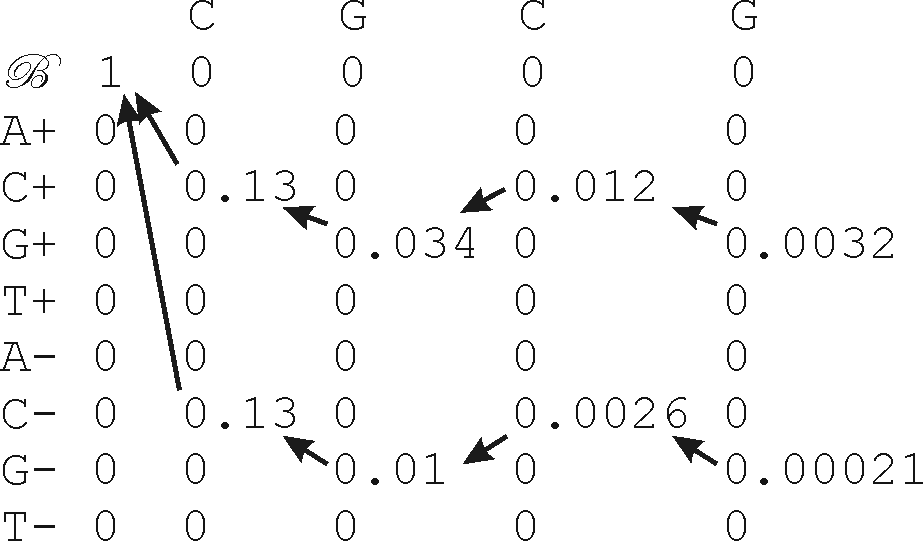 C G C G
ℬ 1 0 0 0 0
A+ 0 0 0 0 0
C+ 0 0.13 0 0.012 0
G+ 0 0 0.034 0 0.0032
T+ 0 0 0 0 0
A− 0 0 0 0 0
C− 0 0.13 0 0.0026 0
G− 0 0 0.01 0 0.00021
T− 0 0 0 0 0